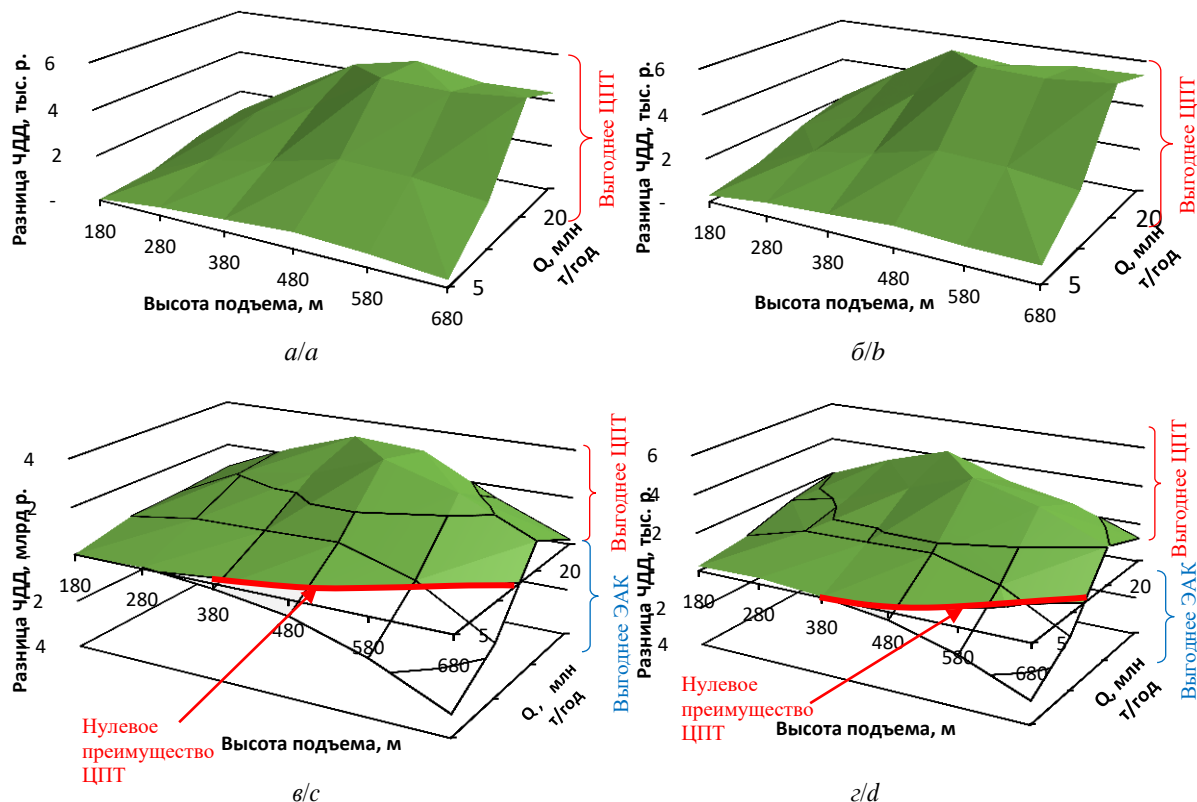 Разница ЧДД, тыс. р.
6
4
2
-
180
280
380
480
580
680
Высота подъема, м
5
20
Q, млн
т/год
Выгоднее ЦПТ
а/a
Разница ЧДД, тыс. р.
6
4
2
-
180
280
380
480
580
680
Высота подъема, м
5
20
Q, млн
т/год
Выгоднее ЦПТ
б/b
Разница ЧДД, млрд р.
4
2
2
4
180
280
380
480
580
680
5
20
Q, млн
т/год
Выгоднее ЦПТ
Выгоднее ЭАК
Нулевое
преимущество
ЦПТ
Высота подъема, м
в/c
Разница ЧДД, тыс. р.
6
4
2
2
4
180
280
380
480
580
680
5
20
Q, млн
т/год
Выгоднее ЦПТ
Выгоднее ЭАК
Нулевое
преимущество
ЦПТ
Высота подъема, м
г/d